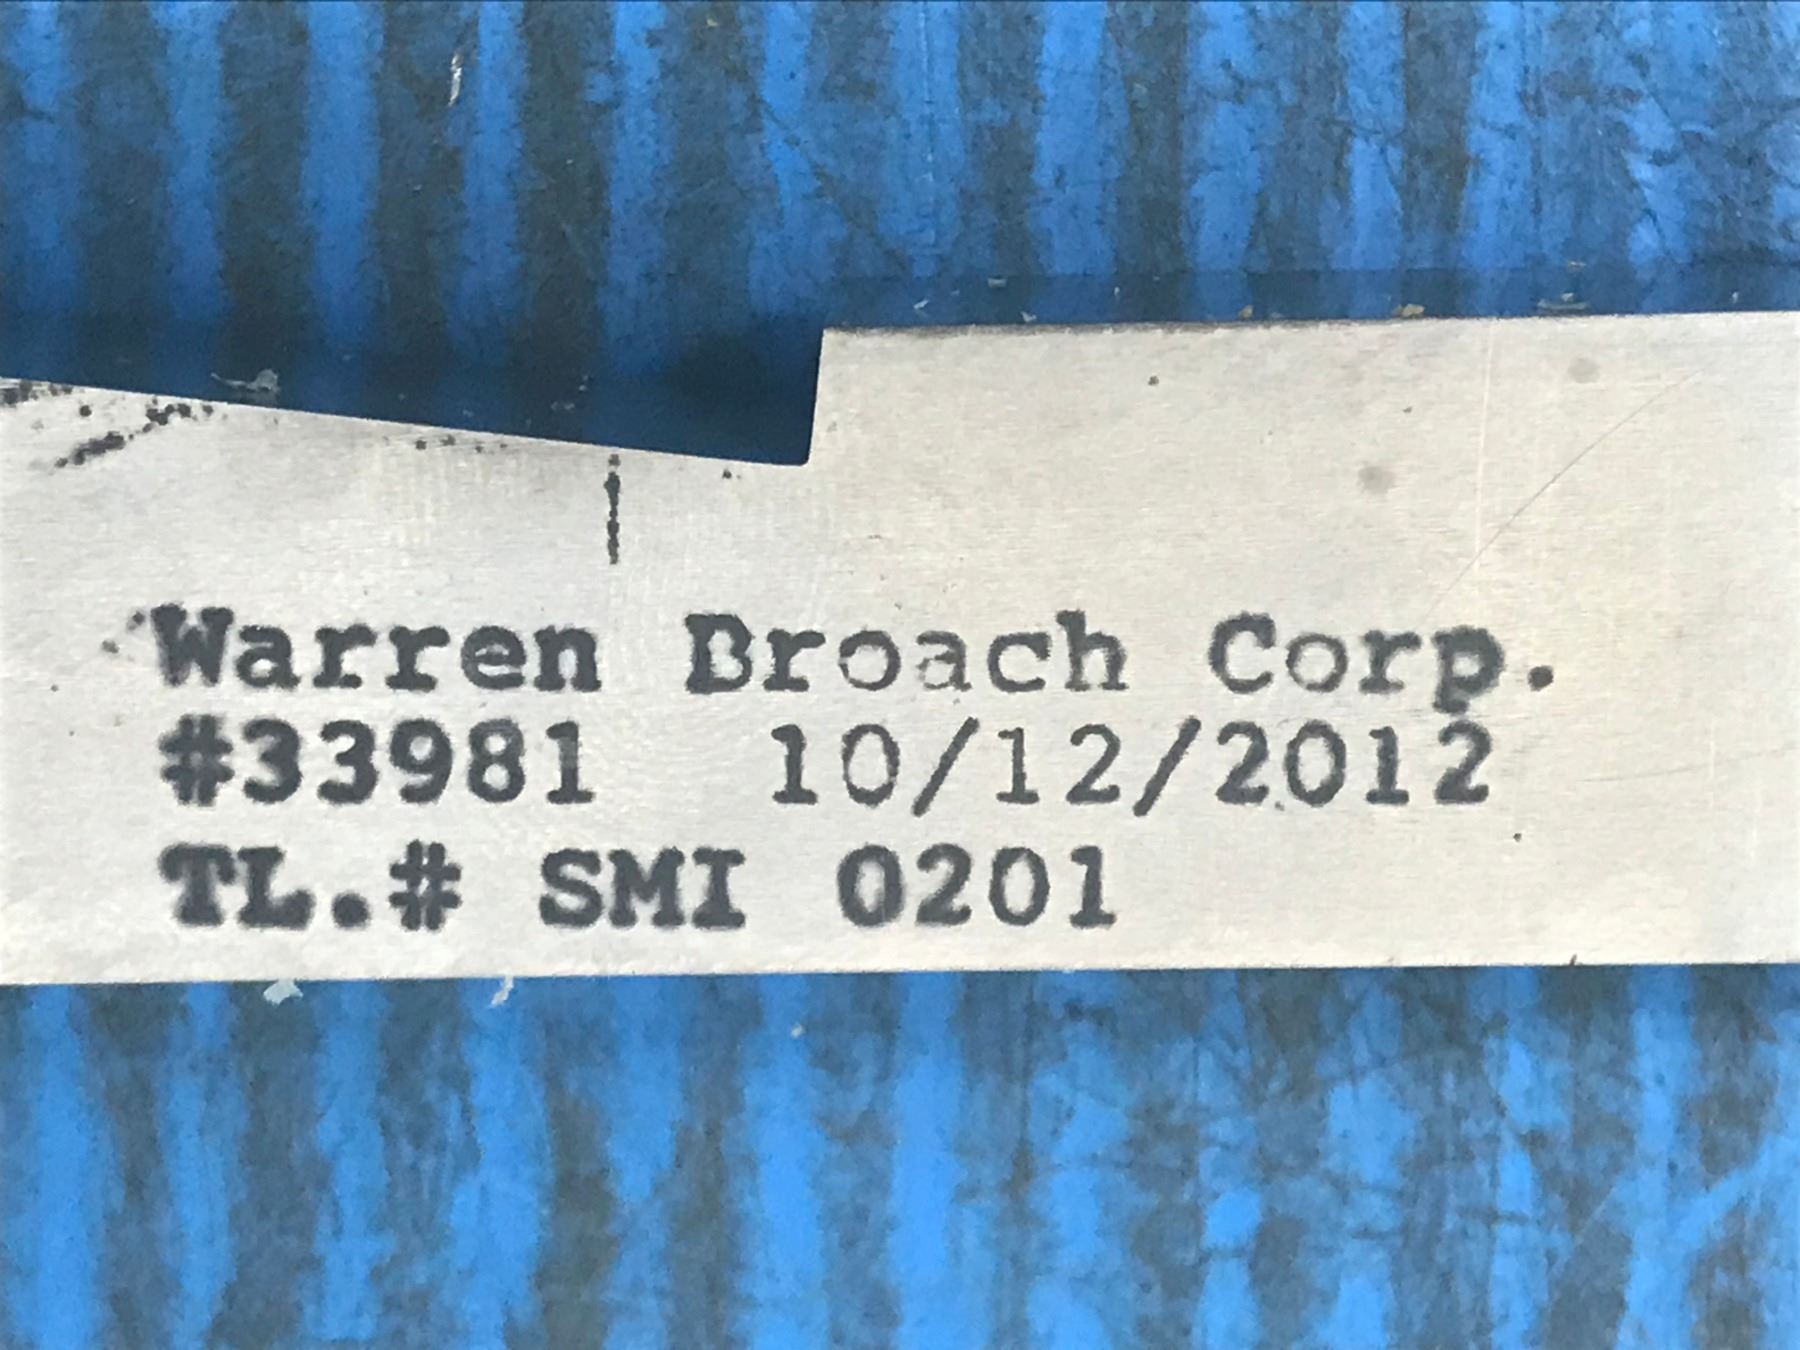 Warren Broach Corp.
#33981 10/12/2012
TL.# SMI 0201